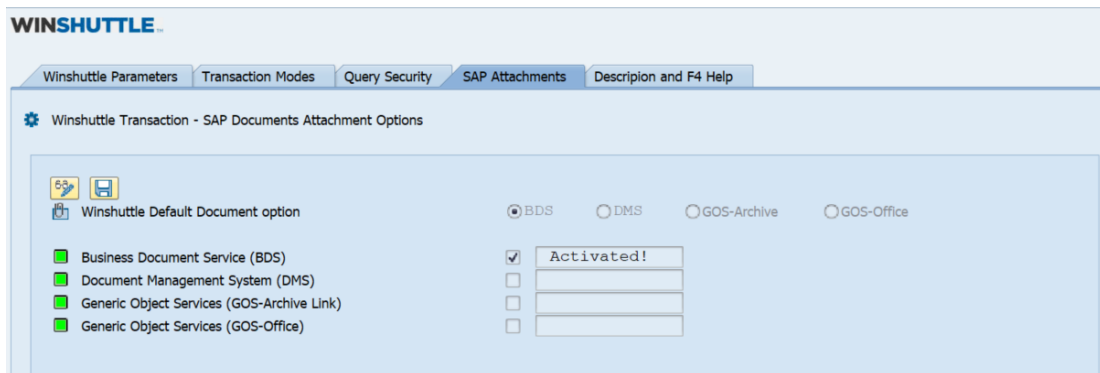 WINSHUTTLE™
Winshuttle Parameters Transaction Modes Query Security SAP Attachments Descripion and F4 Help
Winshuttle Transaction - SAP Documents Attachment Options
Winshuttle Default Document option BDS DMS GOS-Archive GOS-Office
Business Document Service (BDS) Activated!
Document Management System (DMS)
Generic Object Services (GOS-Archive Link)
Generic Object Services (GOS-Office)